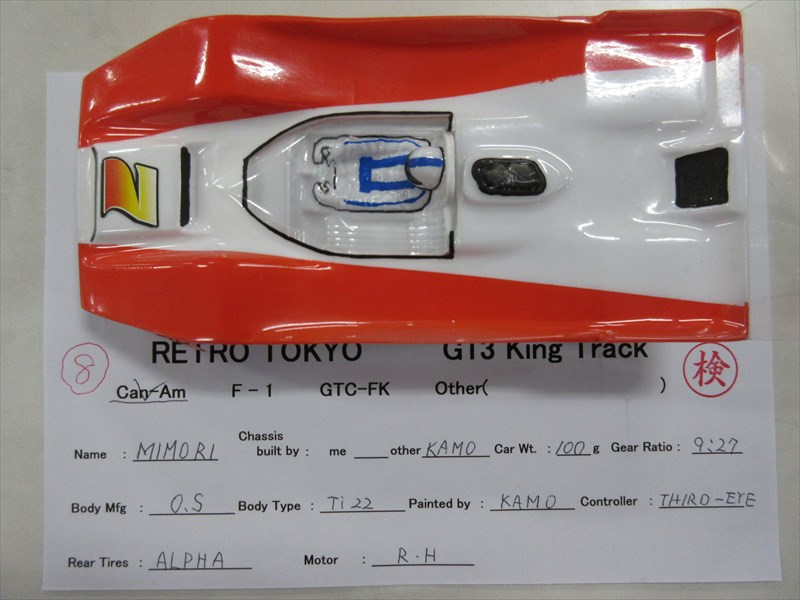 RETRO TOKYO GT3 King Track
8 検
Can-Am F-1 GTC-FK Other( )
Name : MIMORI Chassis built by : me other KAMO Car Wt. : 100 g Gear Ratio : 9:27
Body Mfg : O.S Body Type : Ti 22 Painted by : KAMO Controller : THIRD-EYE
Rear Tires : ALPHA Motor : R.H